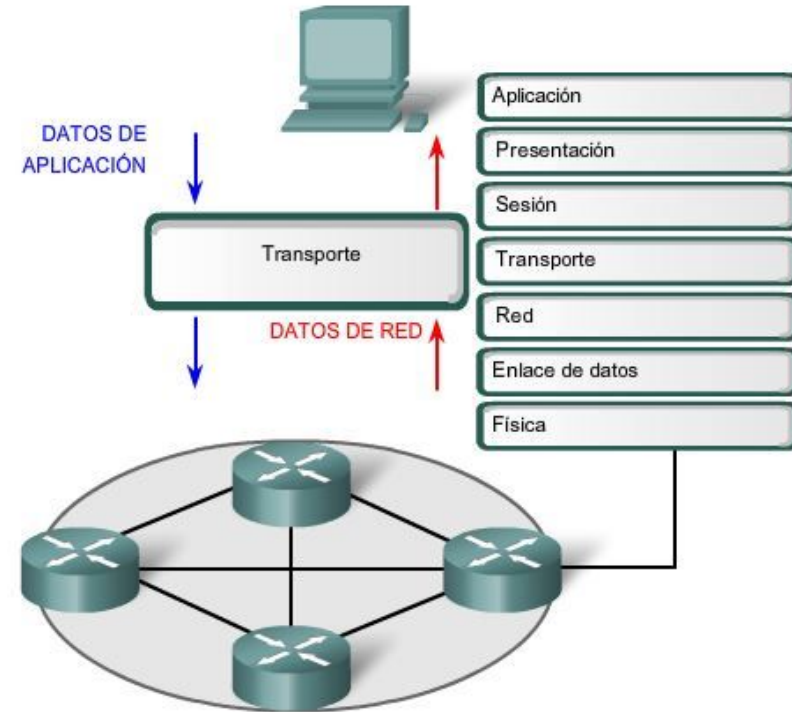 DATOS DE
APLICACIÓN
Transporte
DATOS DE RED
Aplicación
Presentación
Sesión
Transporte
Red
Enlace de datos
Física